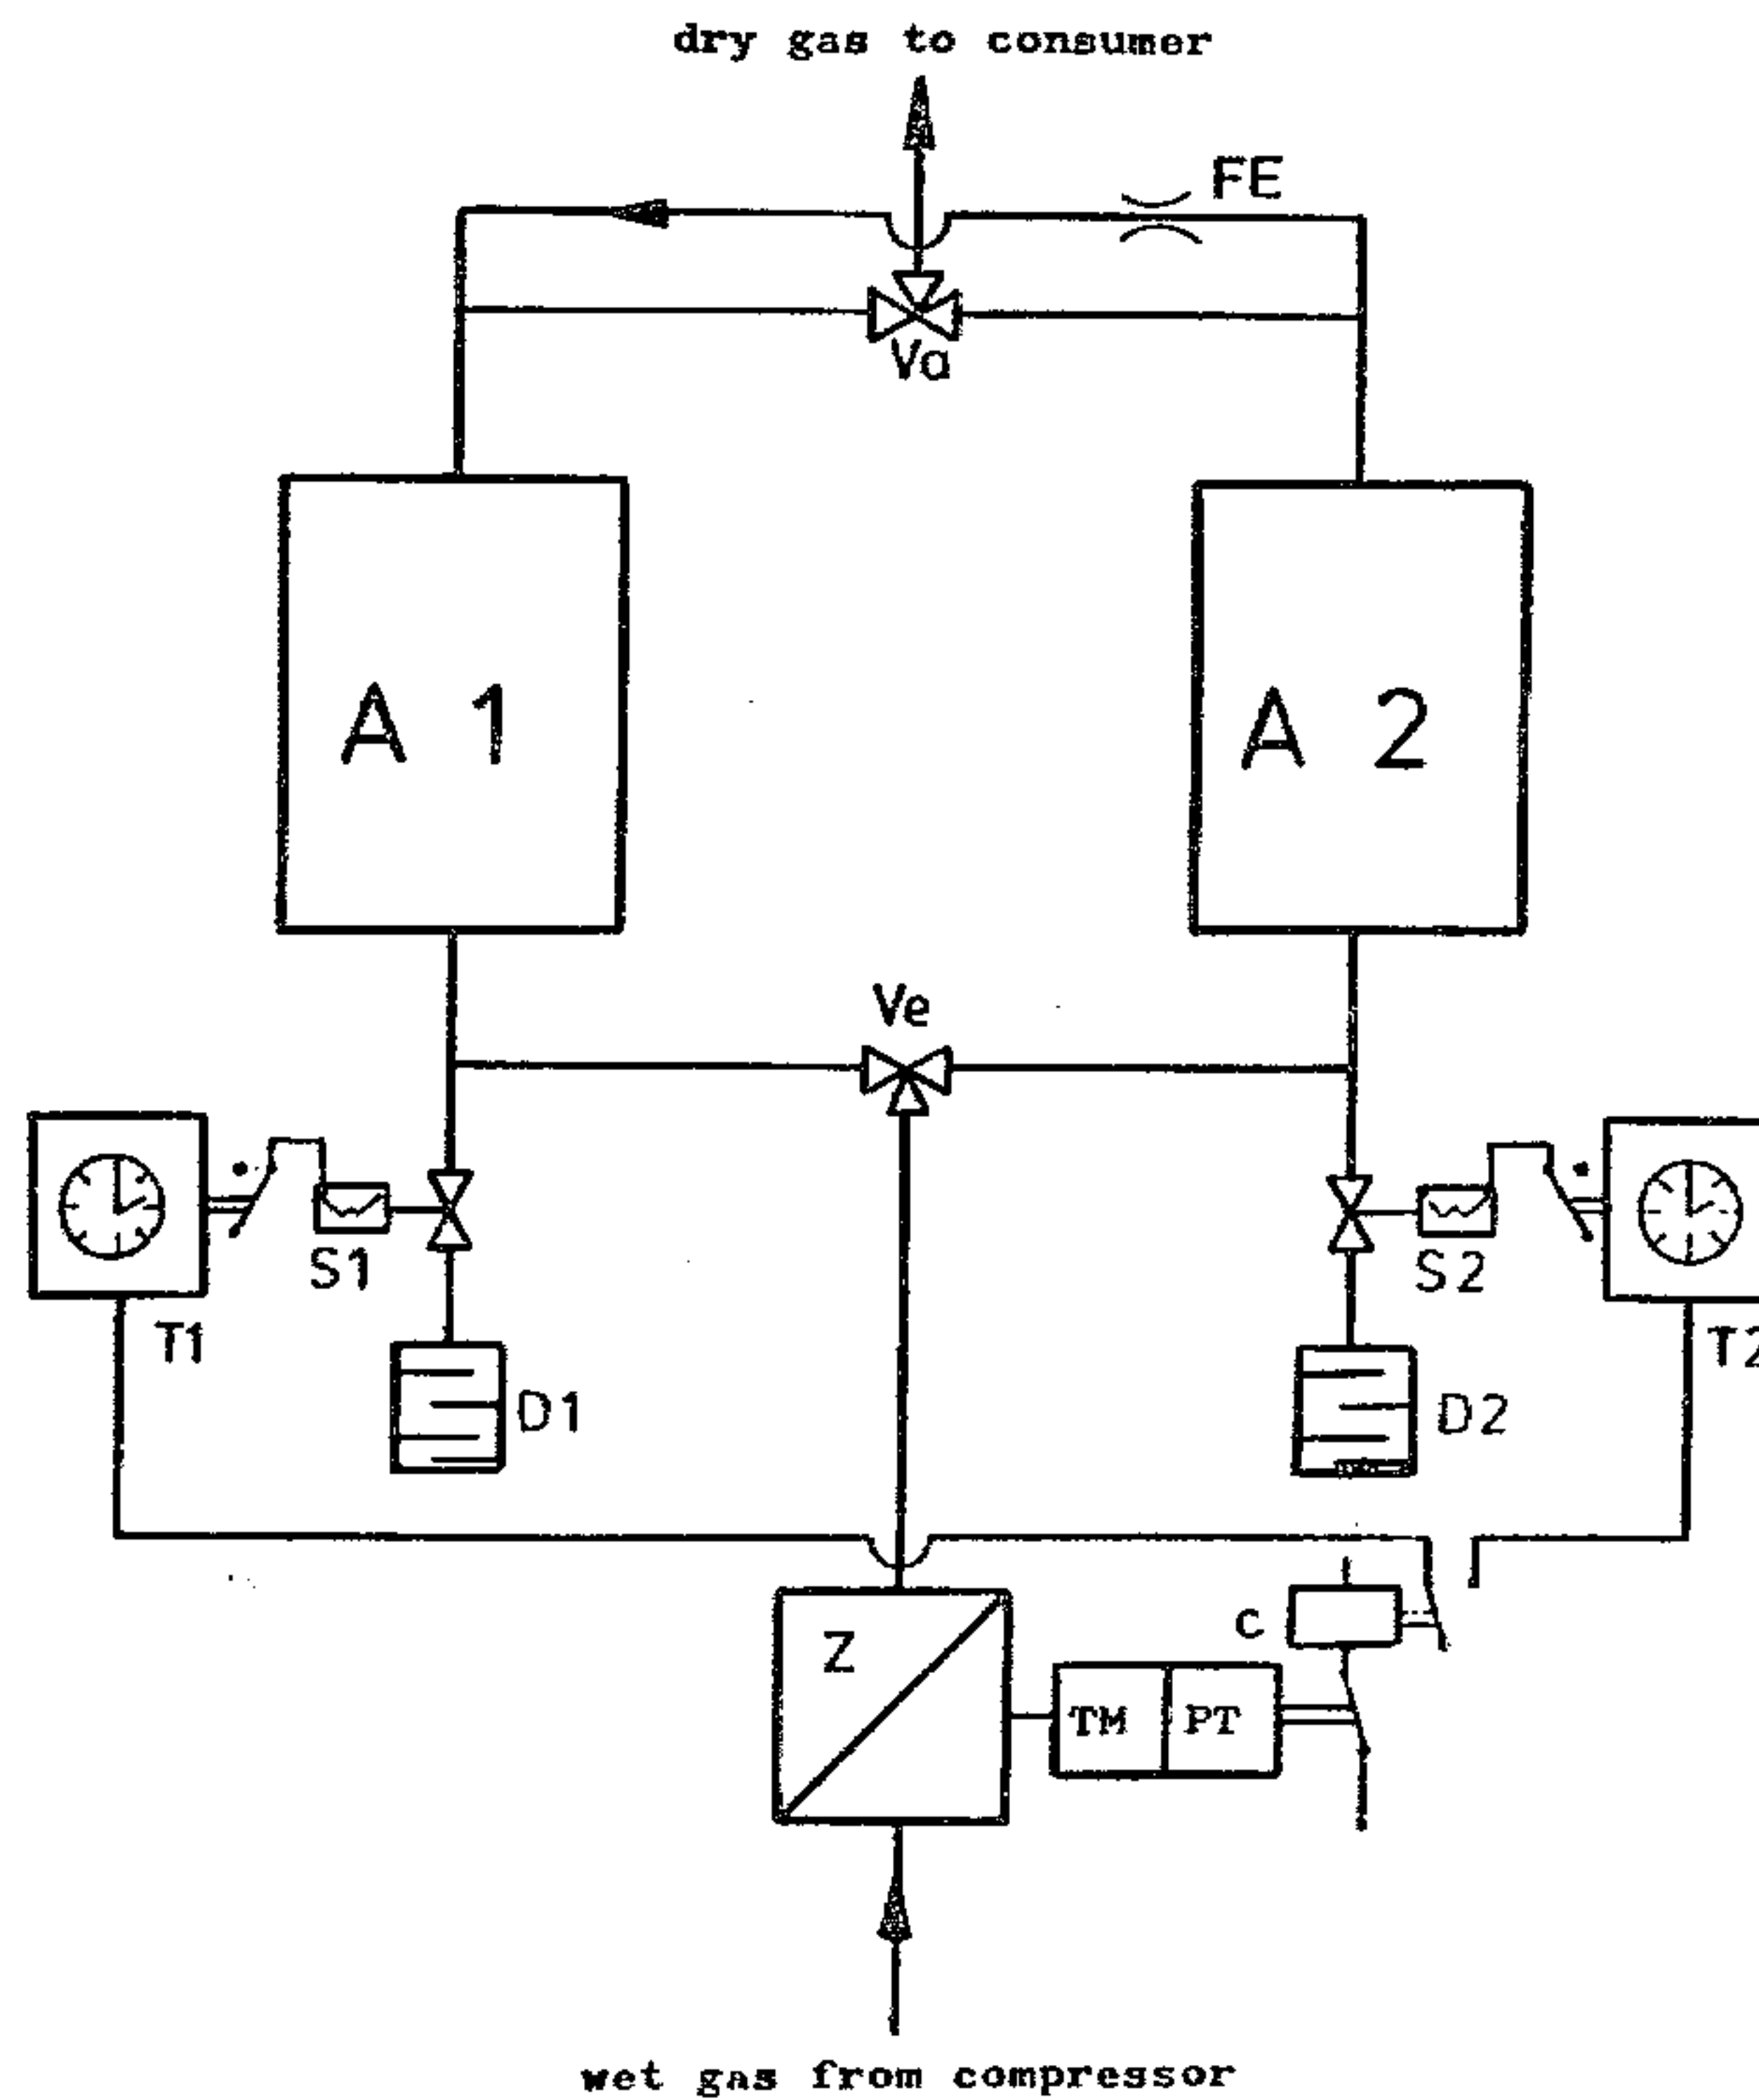 dry gas to consumer
FE
Va
A 1
A 2
Ve
S1
S2
T1
T2
D1
D2
Z
c
TM
PT
wet gas from compressor